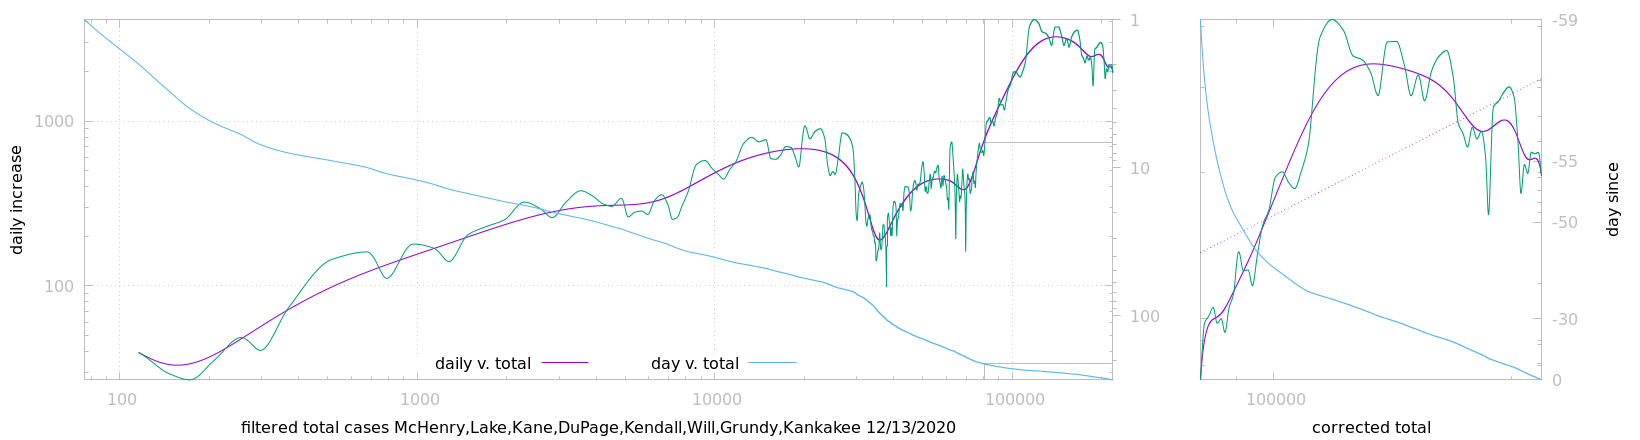 1
-59
daily increase
1000
10
-55
day since
-50
100
100
-30
daily v. total
day v. total
0
100
1000
10000
100000
100000
filtered total cases McHenry,Lake,Kane,DuPage,Kendall,Will,Grundy,Kankakee 12/13/2020
corrected total